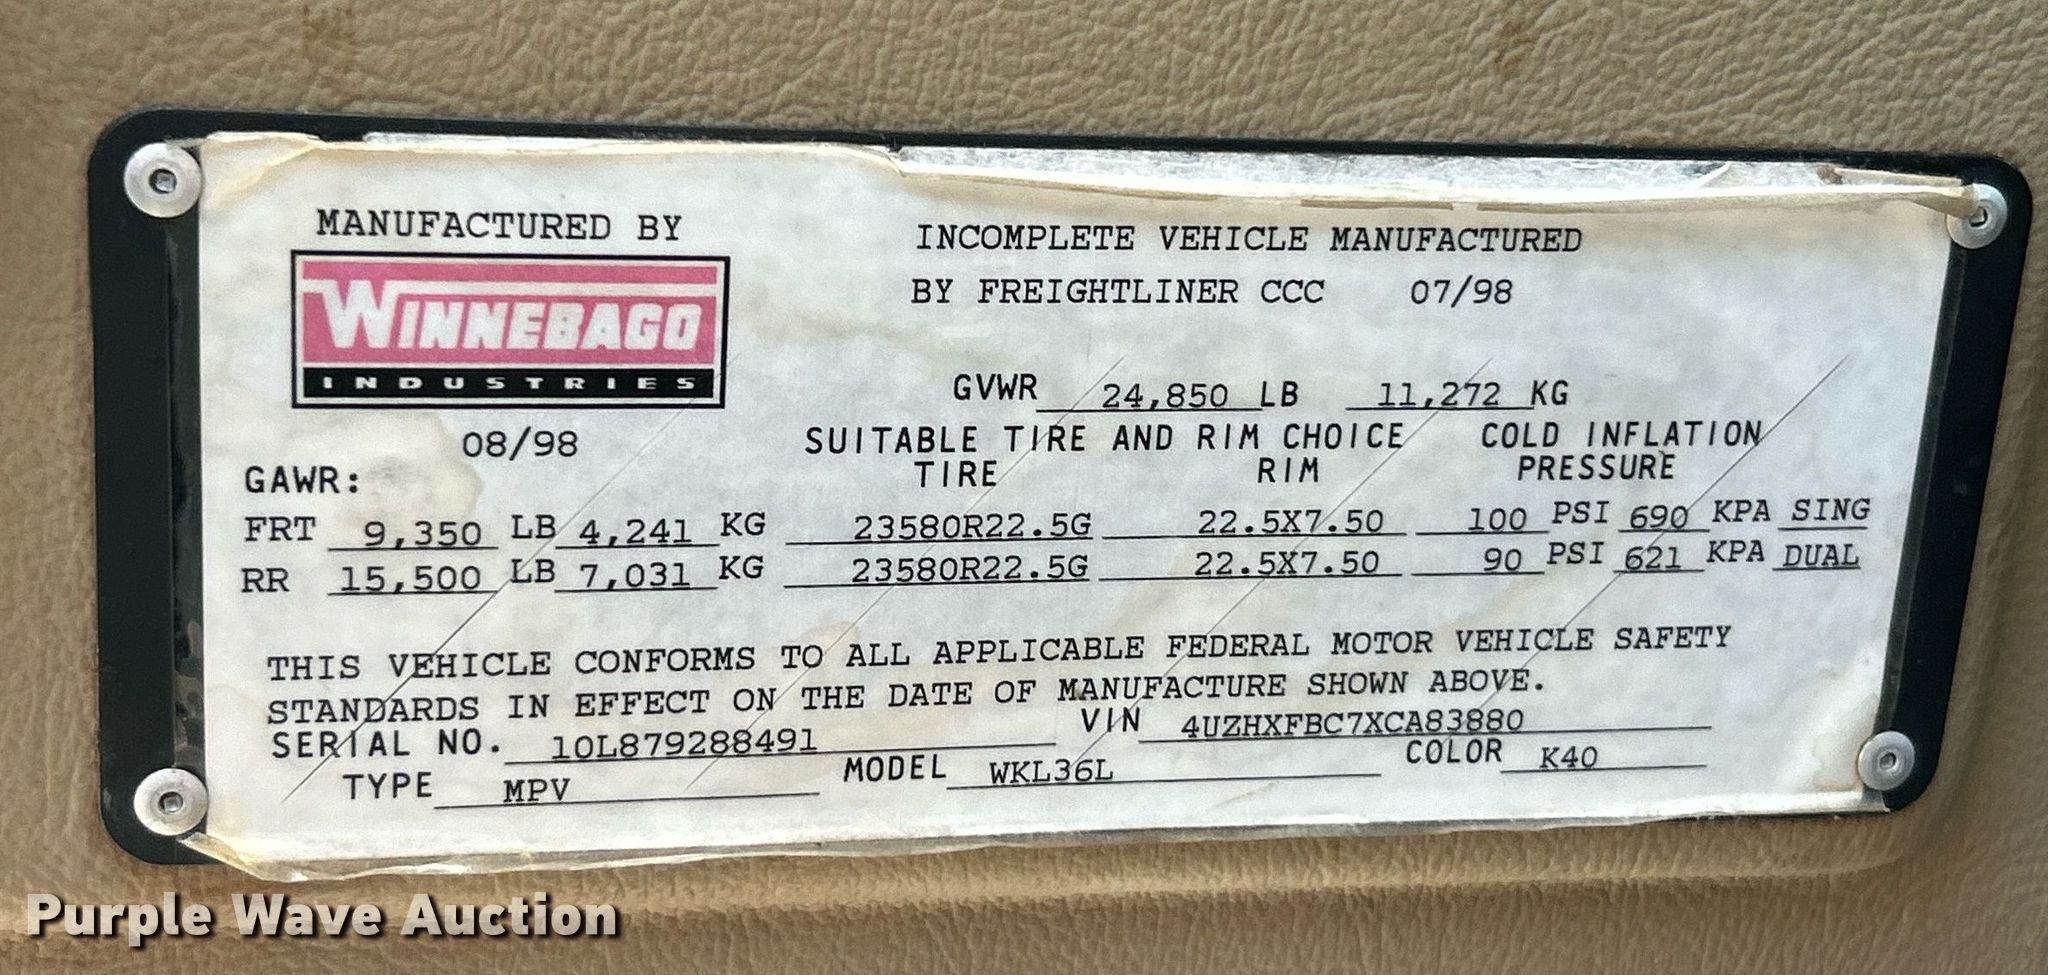 MANUFACTURED BY
WINNEBAGO
INDUSTRIES
08/98
INCOMPLETE VEHICLE MANUFACTURED
BY FREIGHTLINER CCC 07/98
GVWR 24,850 LB 11,272 KG
SUITABLE TIRE AND RIM CHOICE COLD INFLATION
GAWR: TIRE RIM PRESSURE
FRT 9,350 LB 4,241 KG 23580R22.5G 22.5X7.50 100 PSI 690 KPA SING
RR 15,500 LB 7,031 KG 23580R22.5G 22.5X7.50 90 PSI 621 KPA DUAL
THIS VEHICLE CONFORMS TO ALL APPLICABLE FEDERAL MOTOR VEHICLE SAFETY
STANDARDS IN EFFECT ON THE DATE OF MANUFACTURE SHOWN ABOVE.
SERIAL NO. 10L879288491 VIN 4UZHXFBC7XCA83880
TYPE MPV MODEL WKL36L COLOR K40
Purple Wave Auction